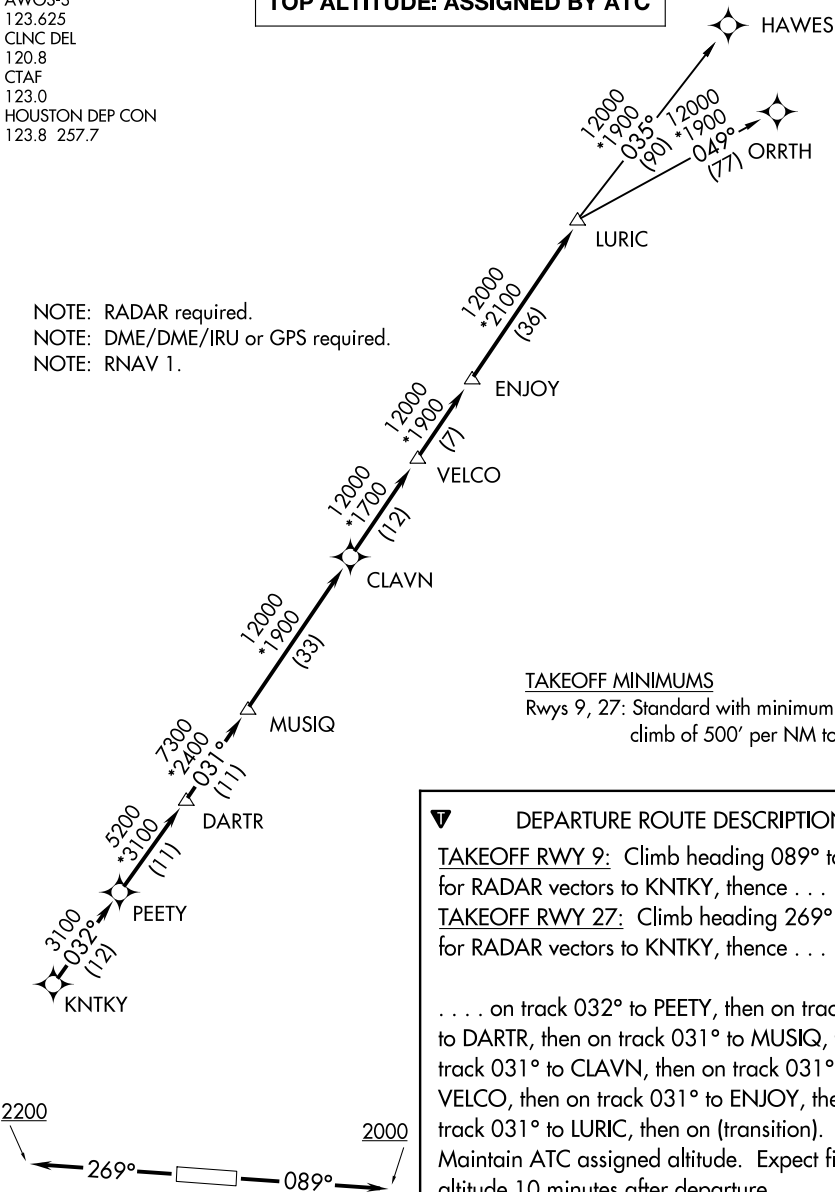 AWOS-3
123.625
CLNC DEL
120.8
CTAF
123.0
HOUSTON DEP CON
123.8 257.7
TOP ALTITUDE: ASSIGNED BY ATC
HAWES
12000
*1900
035°
(90)
12000
*1900
049°
(77)
ORRTH
LURIC
NOTE: RADAR required.
NOTE: DME/DME/IRU or GPS required.
NOTE: RNAV 1.
12000
*2100
(36)
ENJOY
12000
*1900
(7)
VELCO
12000
*1700
(12)
CLAVN
12000
*1900
(33)
TAKEOFF MINIMUMS
Rwys 9, 27: Standard with minimum
climb of 500' per NM to
MUSIQ
7300
*2400
031°
(11)
DARTR
5200
*3100
(11)
PEETY
3100
032°
(12)
KNTKY
T DEPARTURE ROUTE DESCRIPTION
TAKEOFF RWY 9: Climb heading 089° to
for RADAR vectors to KNTKY, thence . . .
TAKEOFF RWY 27: Climb heading 269°
for RADAR vectors to KNTKY, thence . . .
. . . . on track 032° to PEETY, then on trac
to DARTR, then on track 031° to MUSIQ,
track 031° to CLAVN, then on track 031°
VELCO, then on track 031° to ENJOY, the
track 031° to LURIC, then on (transition).
Maintain ATC assigned altitude. Expect fi
altitude 10 minutes after departure.
2200
2000
269°
089°